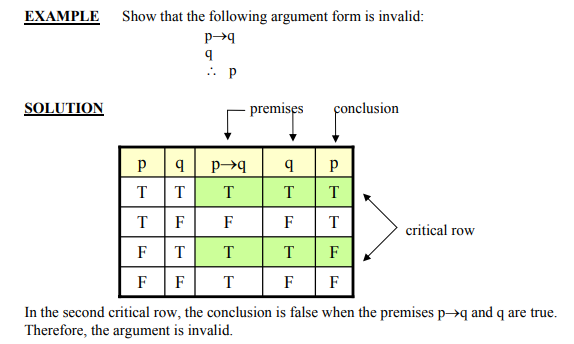 EXAMPLE Show that the following argument form is invalid:
p→q
q
∴ p
SOLUTION premises conclusion
p q p→q q p
T T T T T
T F F F T
critical row
F T T T F
F F T F F
In the second critical row, the conclusion is false when the premises p→q and q are true.
Therefore, the argument is invalid.